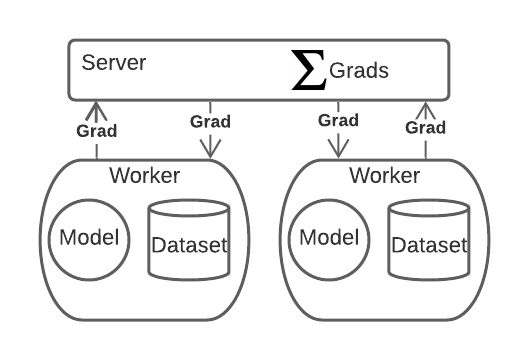 Server
∑ Grads
Grad
Grad
Grad
Grad
Worker
Worker
Model
Dataset
Model
Dataset